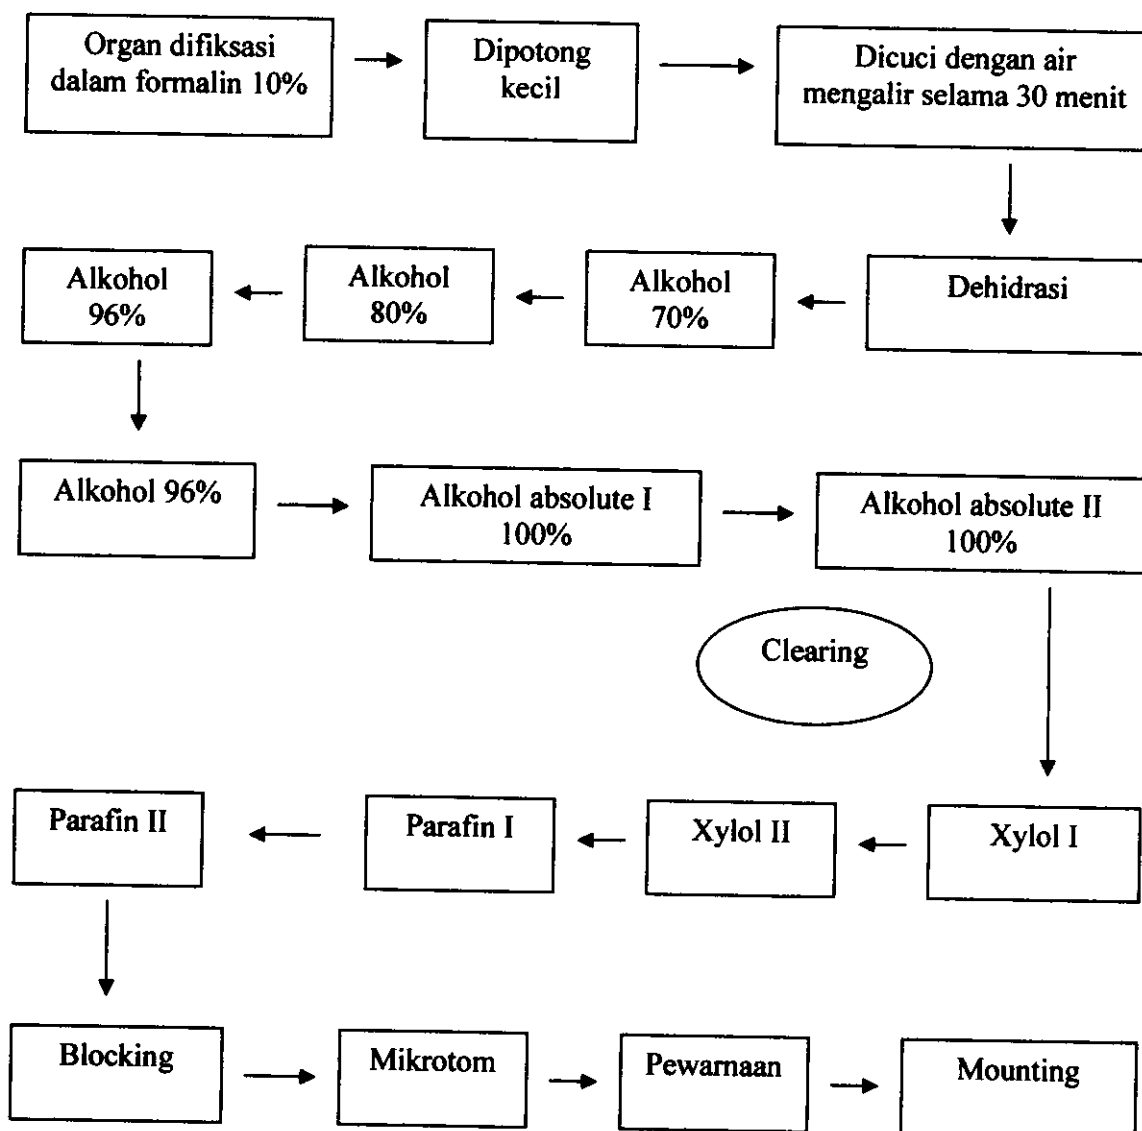 Organ difiksasi
dalam formalin 10%
Dipotong
kecil
Dicuci dengan air
mengalir selama 30 menit
Dehidrasi
Alkohol
70%
Alkohol
80%
Alkohol
96%
Alkohol 96%
Alkohol absolute I
100%
Alkohol absolute II
100%
Clearing
Xylol I
Xylol II
Parafin I
Parafin II
Blocking
Mikrotom
Pewarnaan
Mounting